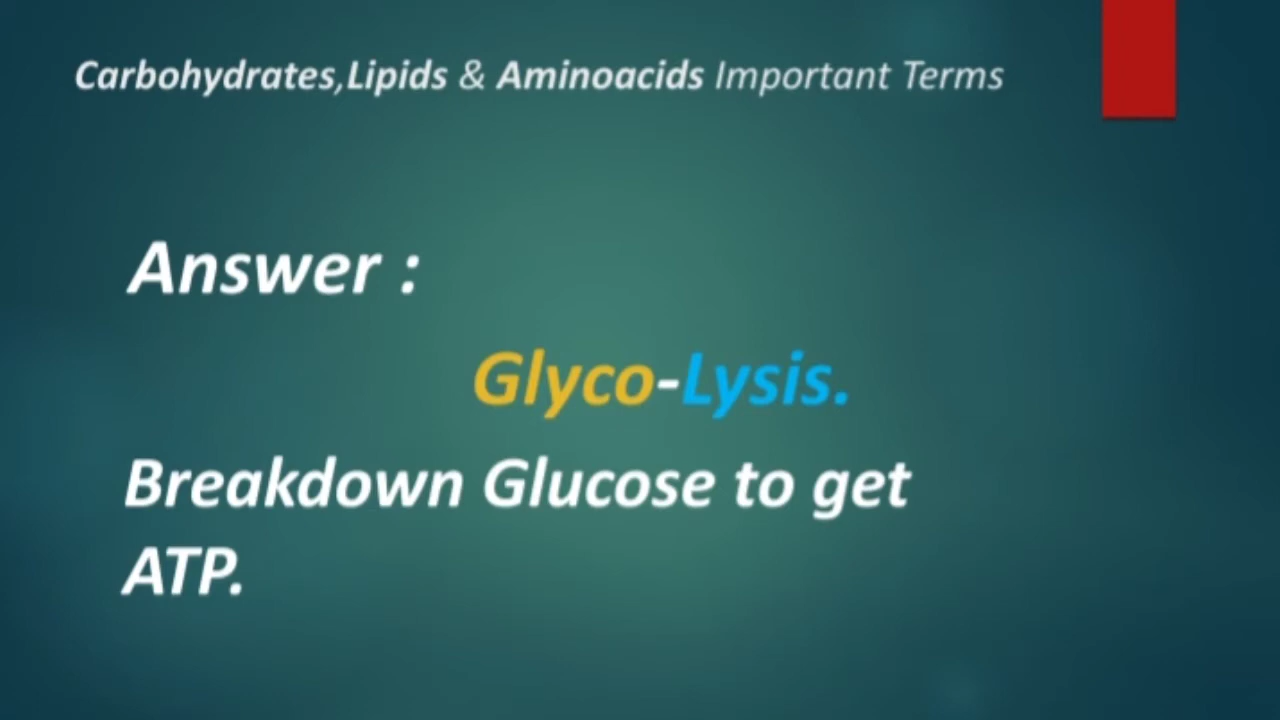 Carbohydrates,Lipids & Aminoacids Important Terms
Answer :
Glyco-Lysis.
Breakdown Glucose to get
ATP.